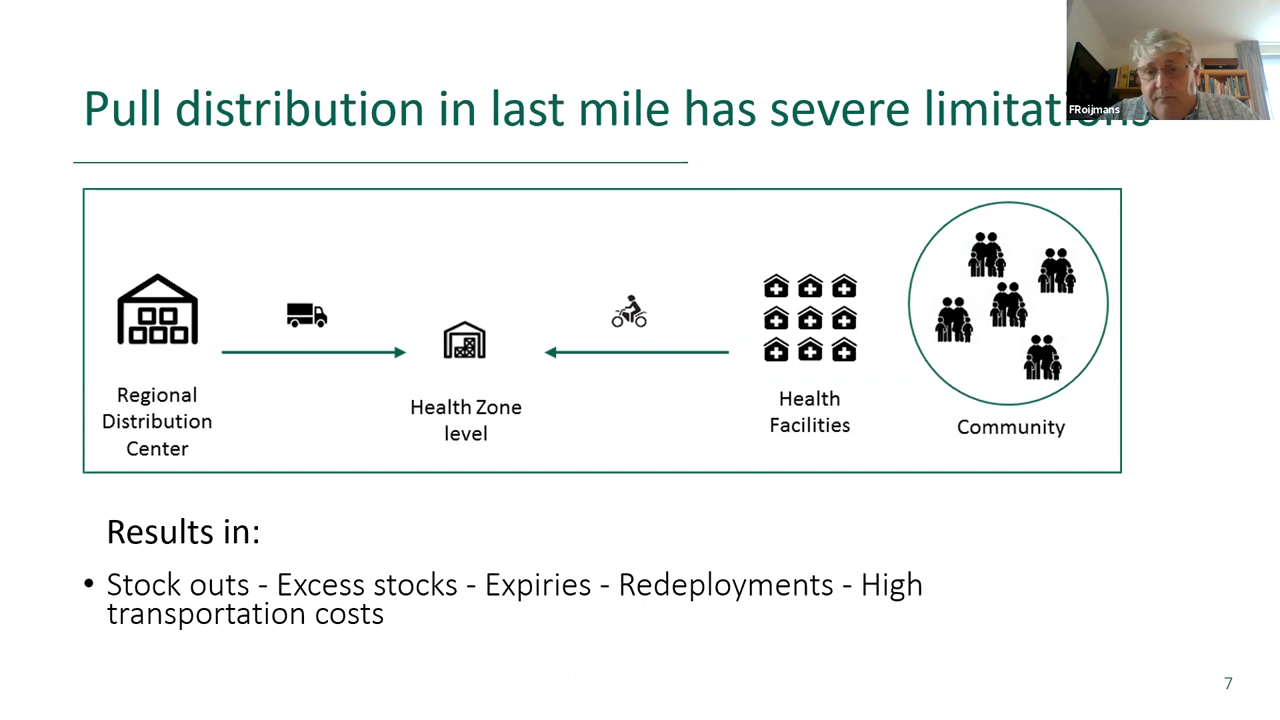 Pull distribution in last mile has severe limitations
FRoijmans
Regional
Distribution
Center
Health Zone
level
Health
Facilities
Community
Results in:
• Stock outs - Excess stocks - Expiries - Redeployments - High
transportation costs
7